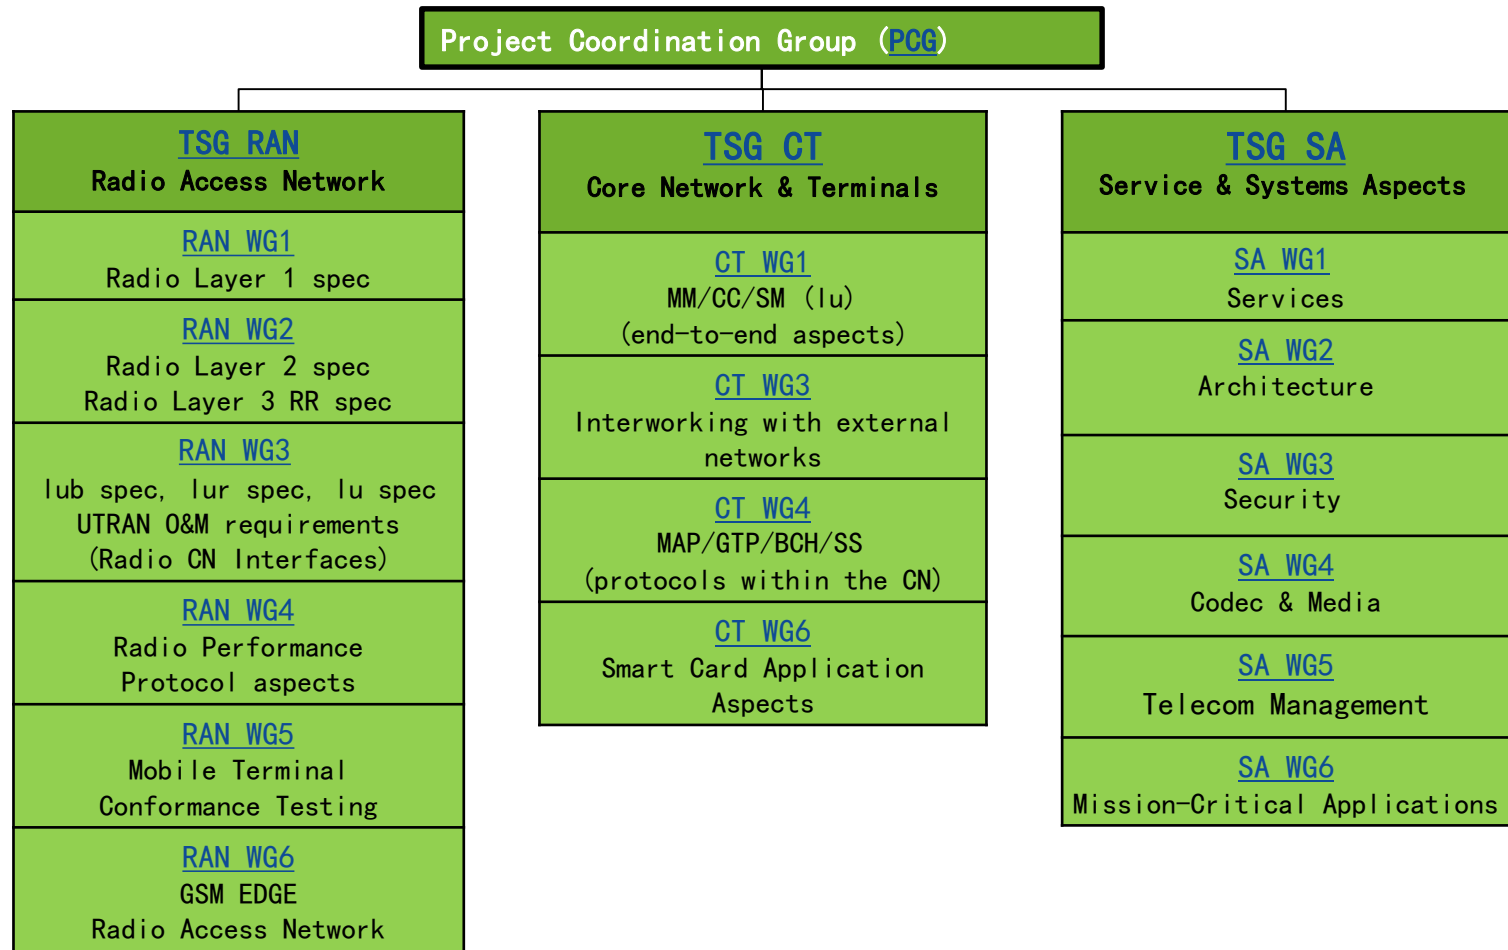 Project Coordination Group (PCG)
TSG RAN
Radio Access Network
RAN WG1
Radio Layer 1 spec
RAN WG2
Radio Layer 2 spec
Radio Layer 3 RR spec
RAN WG3
lub spec, lur spec, lu spec
UTRAN O&M requirements
(Radio CN Interfaces)
RAN WG4
Radio Performance
Protocol aspects
RAN WG5
Mobile Terminal
Conformance Testing
RAN WG6
GSM EDGE
Radio Access Network
TSG CT
Core Network & Terminals
CT WG1
MM/CC/SM (lu)
(end-to-end aspects)
CT WG3
Interworking with external
networks
CT WG4
MAP/GTP/BCH/SS
(protocols within the CN)
CT WG6
Smart Card Application
Aspects
TSG SA
Service & Systems Aspects
SA WG1
Services
SA WG2
Architecture
SA WG3
Security
SA WG4
Codec & Media
SA WG5
Telecom Management
SA WG6
Mission-Critical Applications